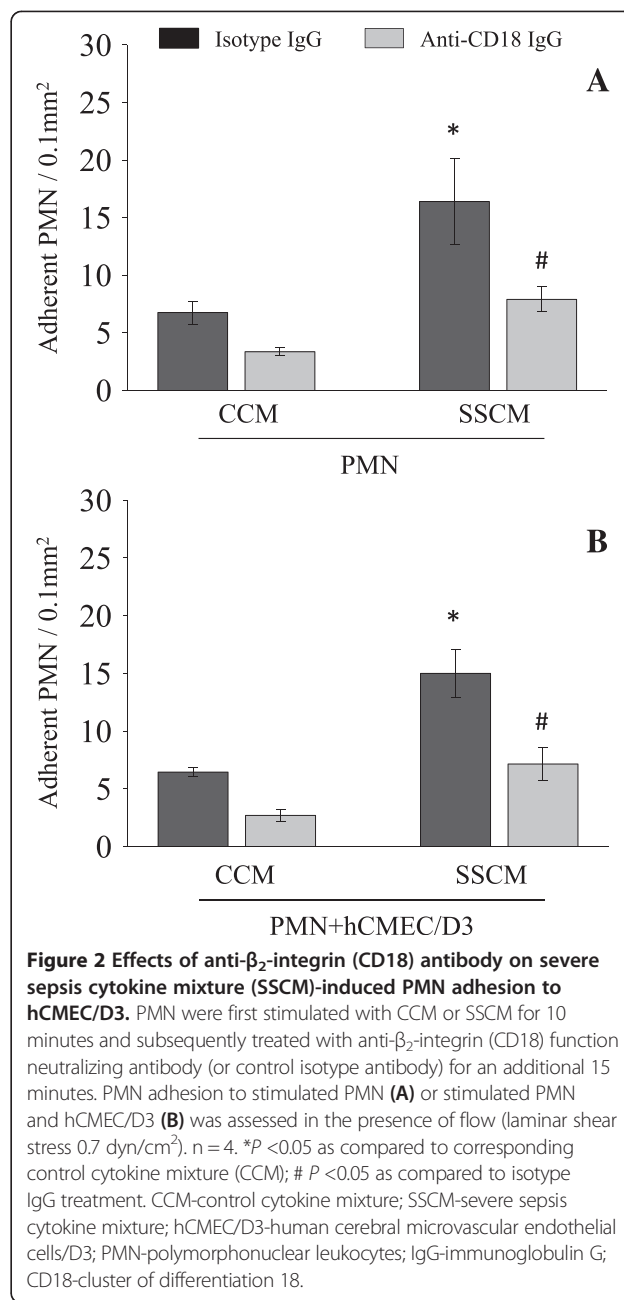 30
Isotype IgG Anti-CD18 IgG
A
25
*
20
15
#
10
5
0
Adherent PMN / 0.1mm²
CCM SSCM
PMN
30
B
25
20
*
15
#
10
5
0
Adherent PMN / 0.1mm²
CCM SSCM
PMN+hCMEC/D3
Figure 2 Effects of anti-β₂-integrin (CD18) antibody on severe
sepsis cytokine mixture (SSCM)-induced PMN adhesion to
hCMEC/D3. PMN were first stimulated with CCM or SSCM for 10
minutes and subsequently treated with anti-β₂-integrin (CD18) function
neutralizing antibody (or control isotype antibody) for an additional 15
minutes. PMN adhesion to stimulated PMN (A) or stimulated PMN
and hCMEC/D3 (B) was assessed in the presence of flow (laminar shear
stress 0.7 dyn/cm²). n = 4. *P <0.05 as compared to corresponding
control cytokine mixture (CCM); # P <0.05 as compared to isotype
IgG treatment. CCM-control cytokine mixture; SSCM-severe sepsis
cytokine mixture; hCMEC/D3-human cerebral microvascular endothelial
cells/D3; PMN-polymorphonuclear leukocytes; IgG-immunoglobulin G;
CD18-cluster of differentiation 18.